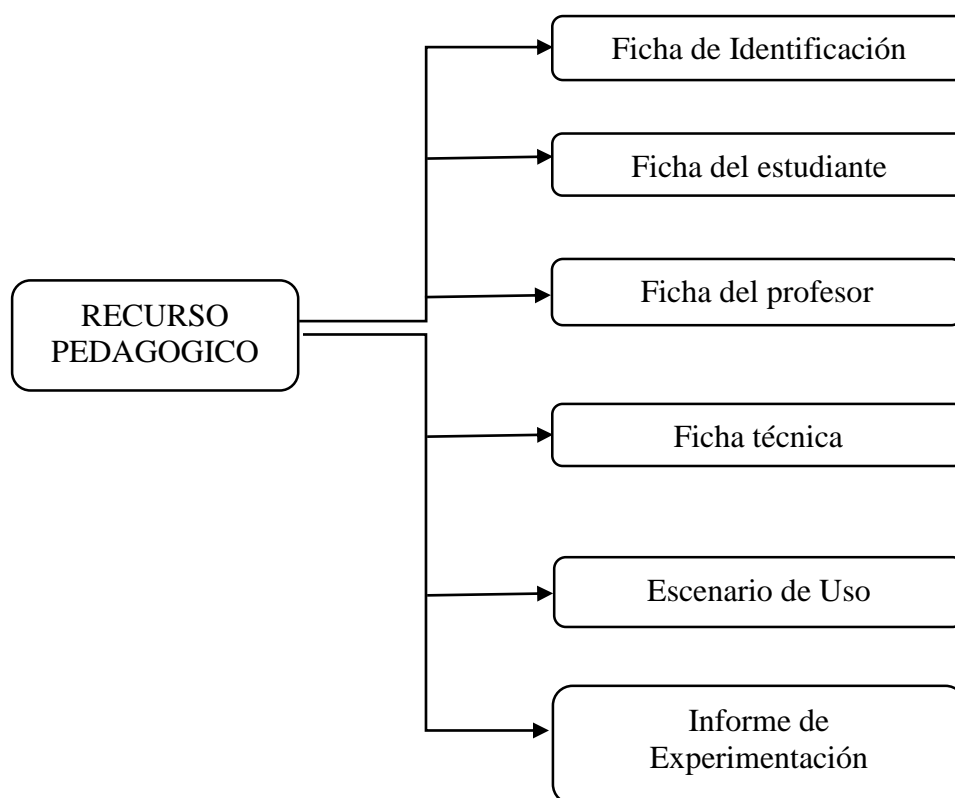 Ficha de Identificación
Ficha del estudiante
Ficha del profesor
RECURSO
PEDAGOGICO
Ficha técnica
Escenario de Uso
Informe de
Experimentación